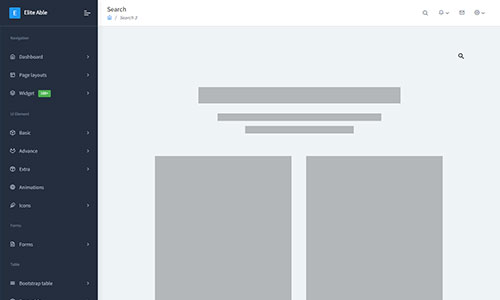 E Elite Able
Search
/ Search 3
Navigation
Dashboard
Page layouts
Widget 100+
UI Element
Basic
Advance
Extra
Animations
Icons
Forms
Forms
Table
Bootstrap table